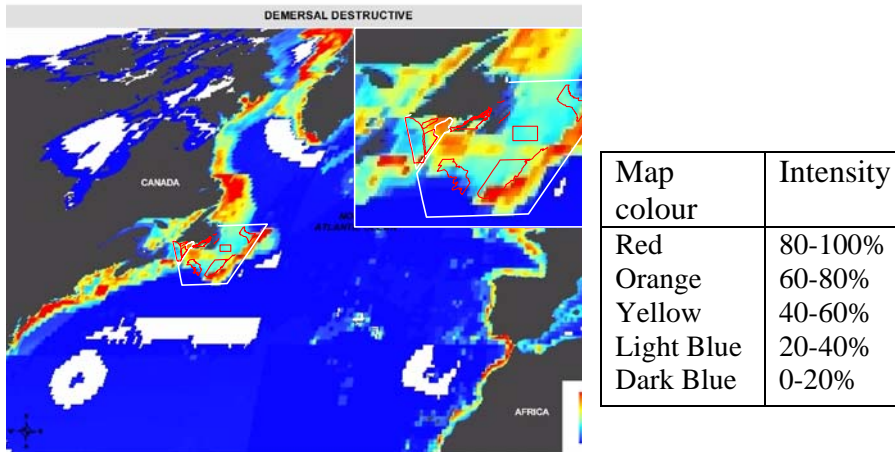 DEMERSAL DESTRUCTIVE
CANADA
AFRICA
Map colour Intensity
Red 80-100%
Orange 60-80%
Yellow 40-60%
Light Blue 20-40%
Dark Blue 0-20%